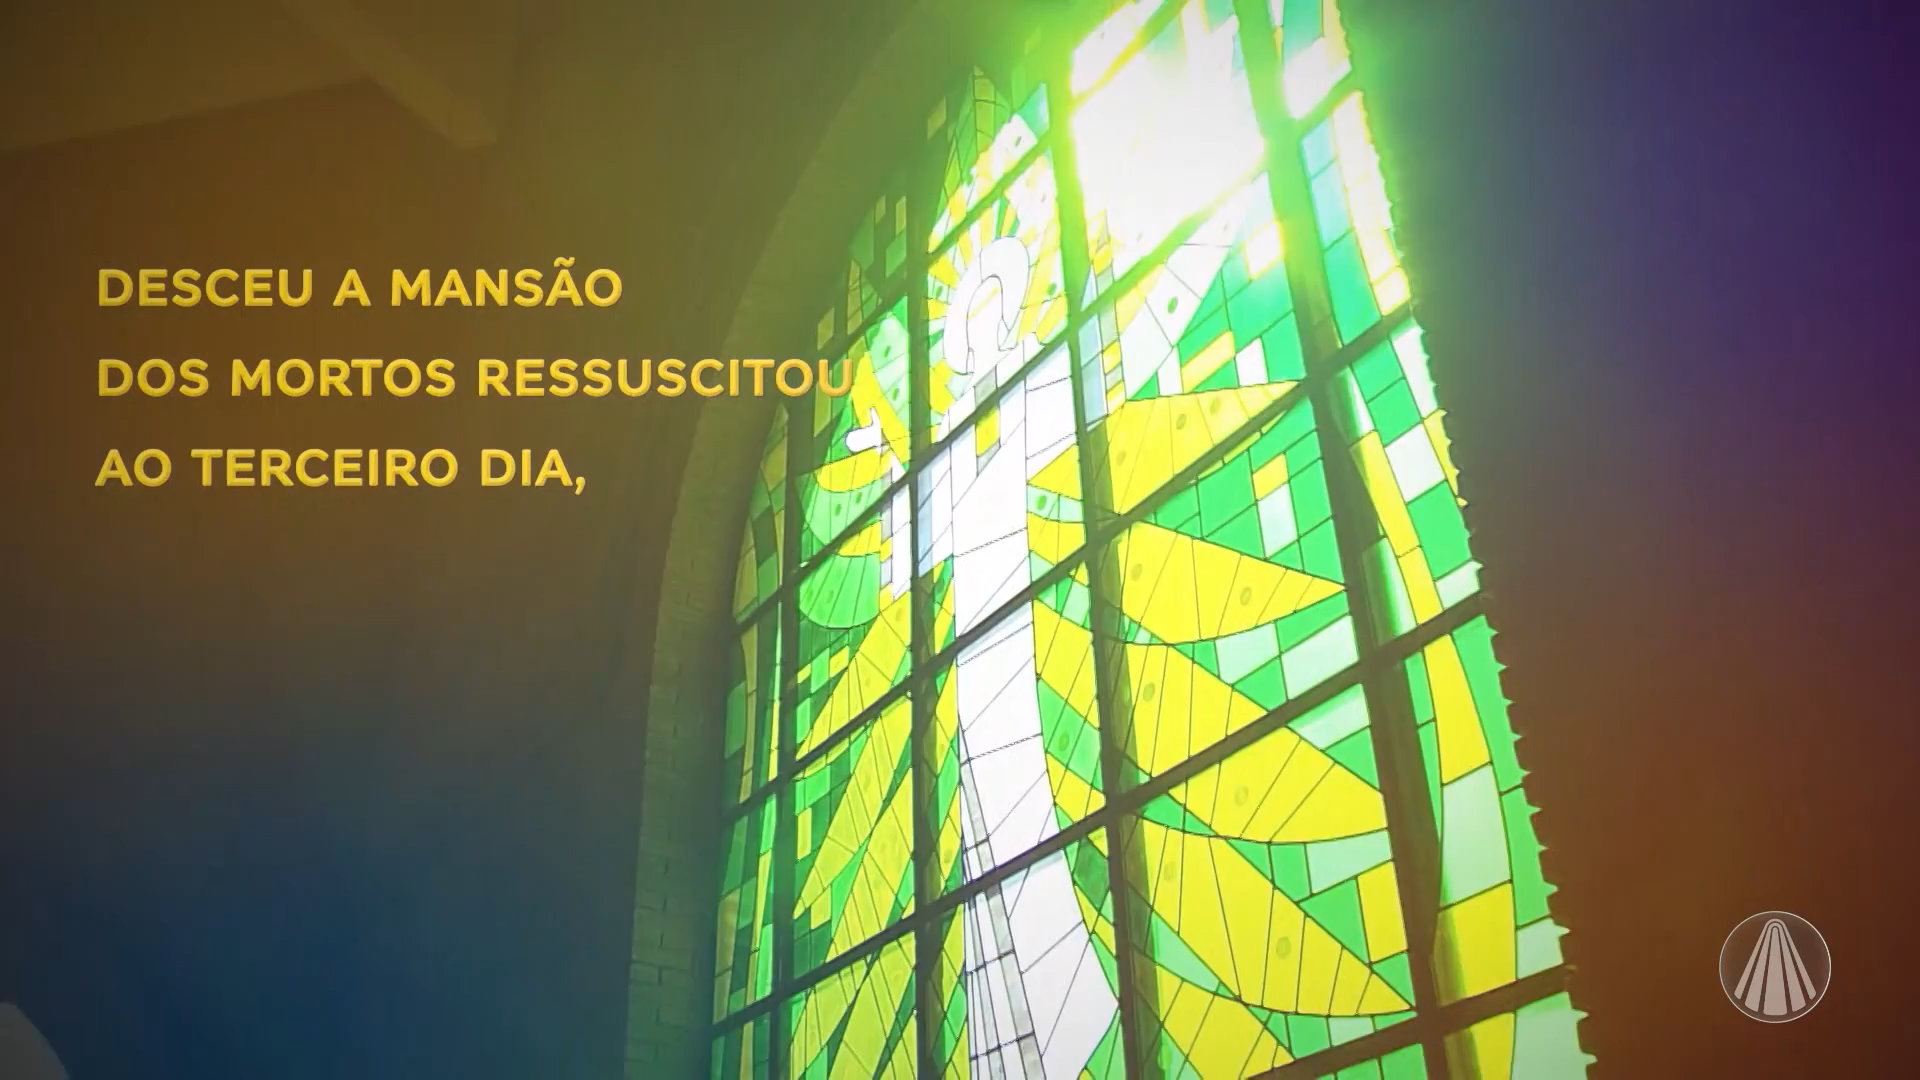 DESCEU A MANSÃO
DOS MORTOS RESSUSCITOU
AO TERCEIRO DIA,